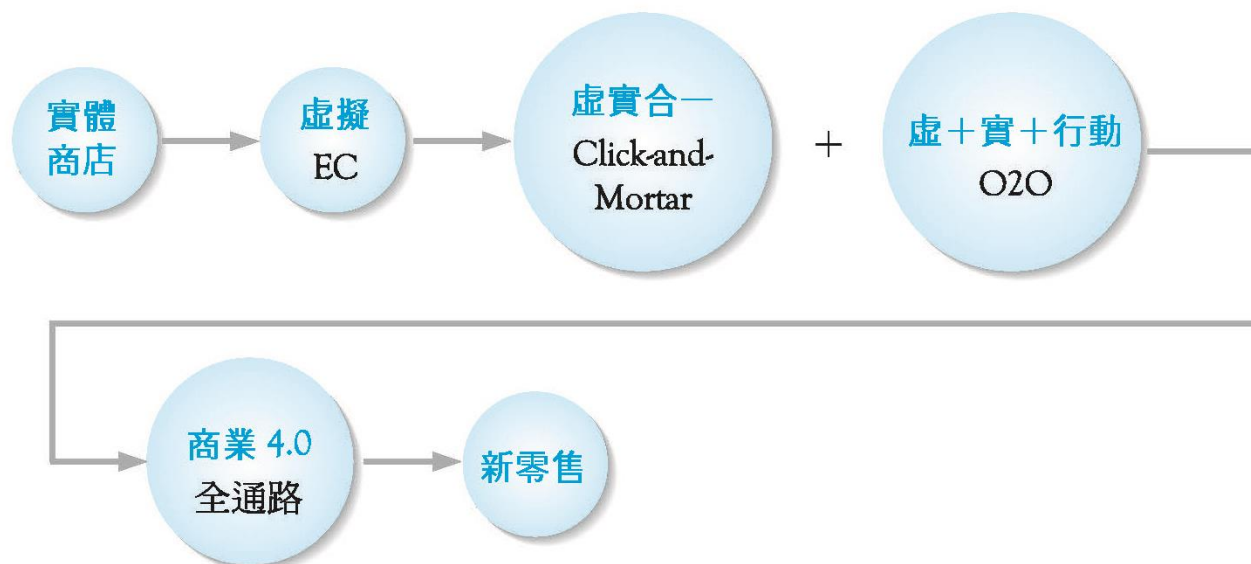 實體
商店
虛擬
EC
虛實合一
Click-and-
Mortar
+
虛＋實＋行動
O2O
商業 4.0
全通路
新零售